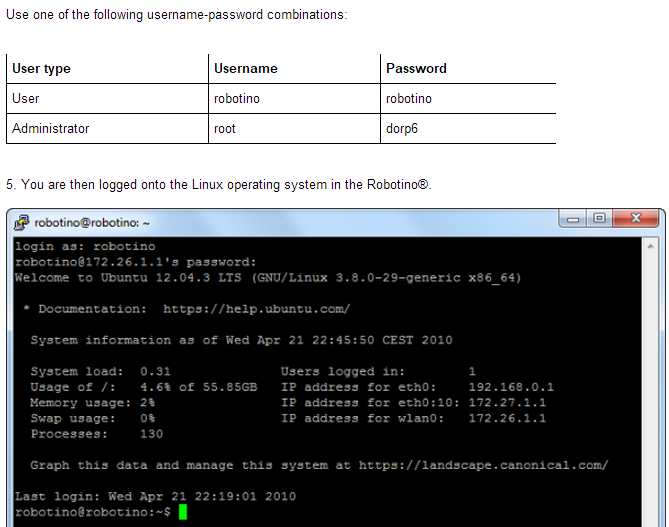 Use one of the following username-password combinations:
User type Username Password
User robotino robotino
Administrator root dorp6
5. You are then logged onto the Linux operating system in the Robotino®.
robotino@robotino: ~
login as: robotino
robotino@172.26.1.1's password:
Welcome to Ubuntu 12.04.3 LTS (GNU/Linux 3.8.0-29-generic x86_64)
* Documentation: https://help.ubuntu.com/
System information as of Wed Apr 21 22:45:50 CEST 2010
System load: 0.31 Users logged in: 1
Usage of /: 4.6% of 55.85GB IP address for eth0: 192.168.0.1
Memory usage: 2% IP address for eth0:10: 172.27.1.1
Swap usage: 0% IP address for wlan0: 172.26.1.1
Processes: 130
Graph this data and manage this system at https://landscape.canonical.com/
Last login: Wed Apr 21 22:19:01 2010
robotino@robotino:~$